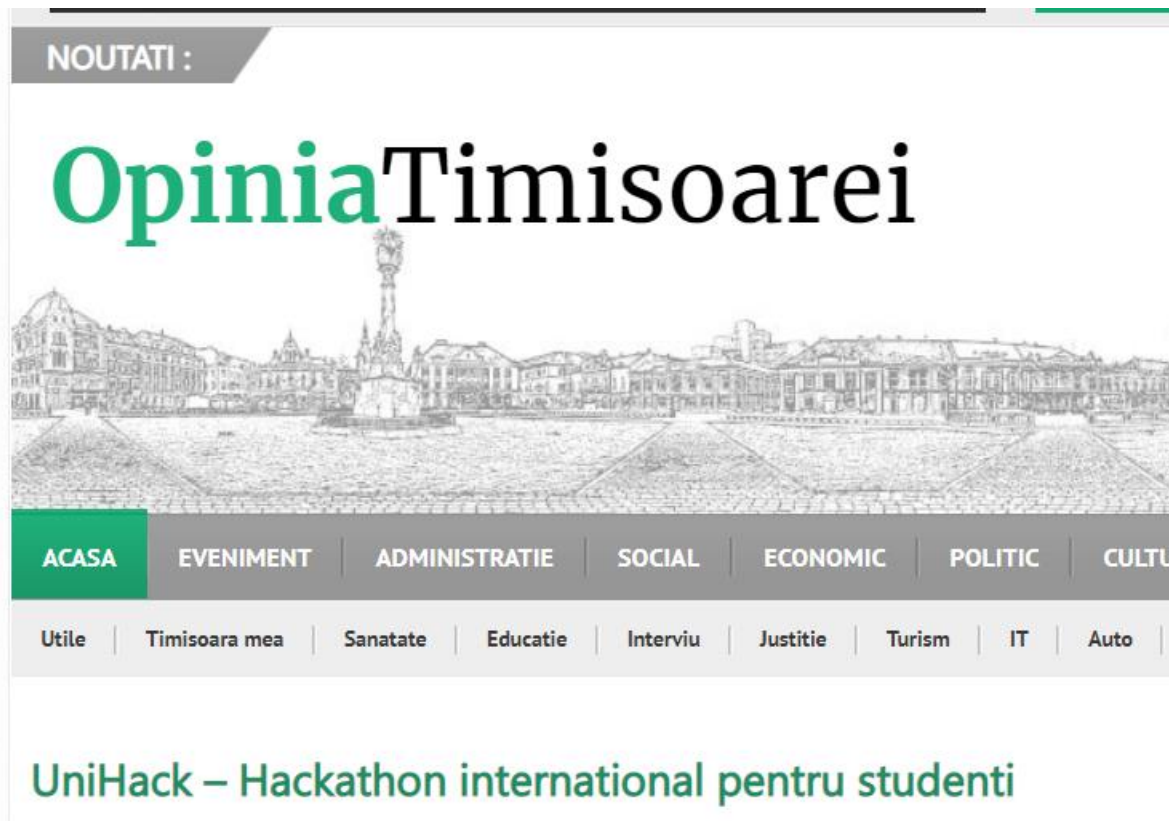 NOUTATI :
OpiniaTimisoarei
ACASA EVENIMENT ADMINISTRATIE SOCIAL ECONOMIC POLITIC CULTU
Utile Timisoara mea Sanatate Educatie Interviu Justitie Turism IT Auto
UniHack – Hackathon international pentru studenti